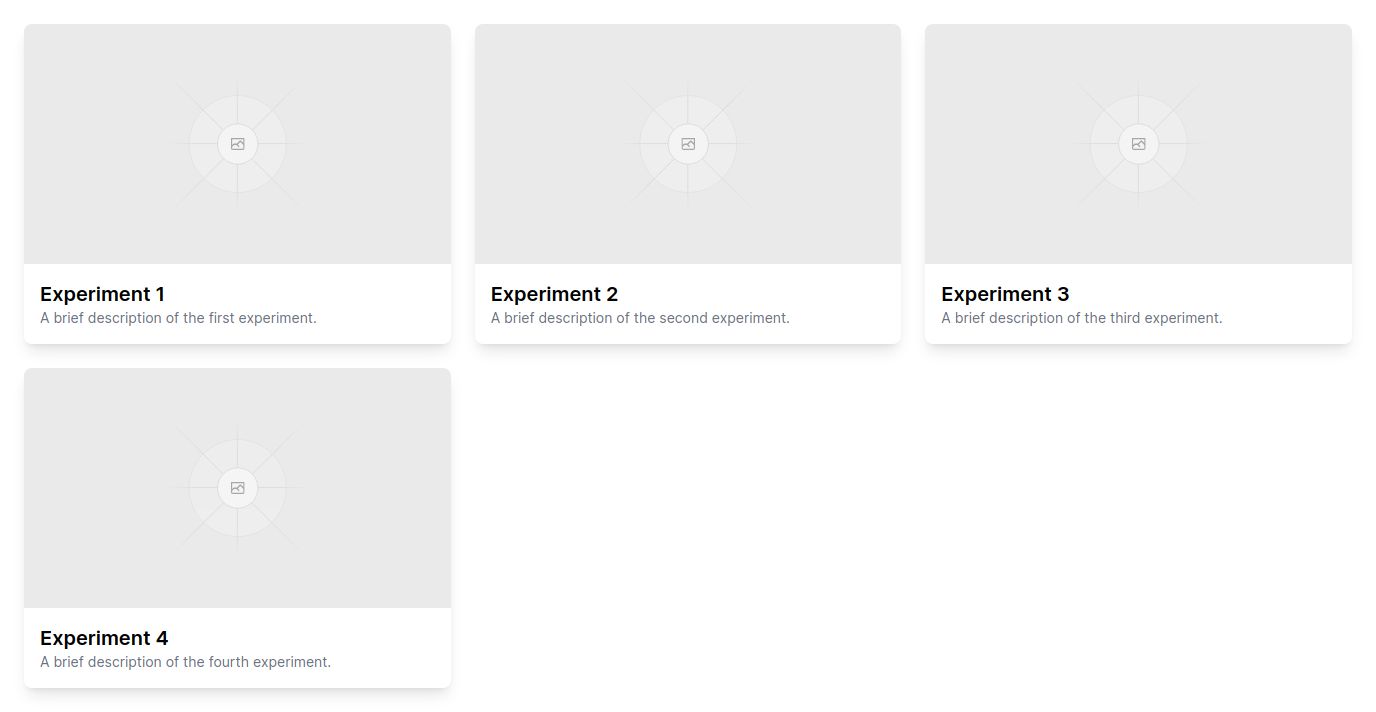 Experiment 1
A brief description of the first experiment.
Experiment 2
A brief description of the second experiment.
Experiment 3
A brief description of the third experiment.
Experiment 4
A brief description of the fourth experiment.